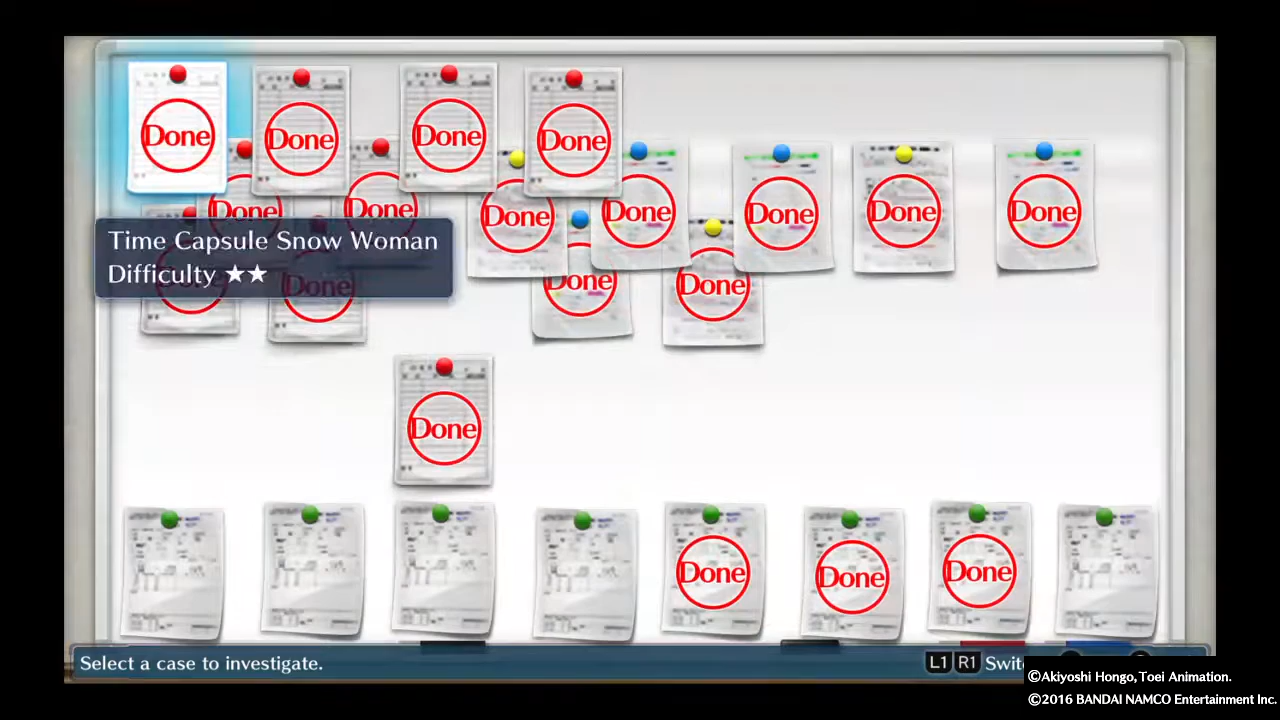 Done
Done
Done
Done
Done
Done
Done
Done
Done
Done
Done
Time Capsule Snow Woman
Difficulty ★★
Done
Done
Done
Done
Done
Done
Done
Done
Select a case to investigate.
L1 R1 Swit
©Akiyoshi Hongo, Toei Animation.
©2016 BANDAI NAMCO Entertainment Inc.